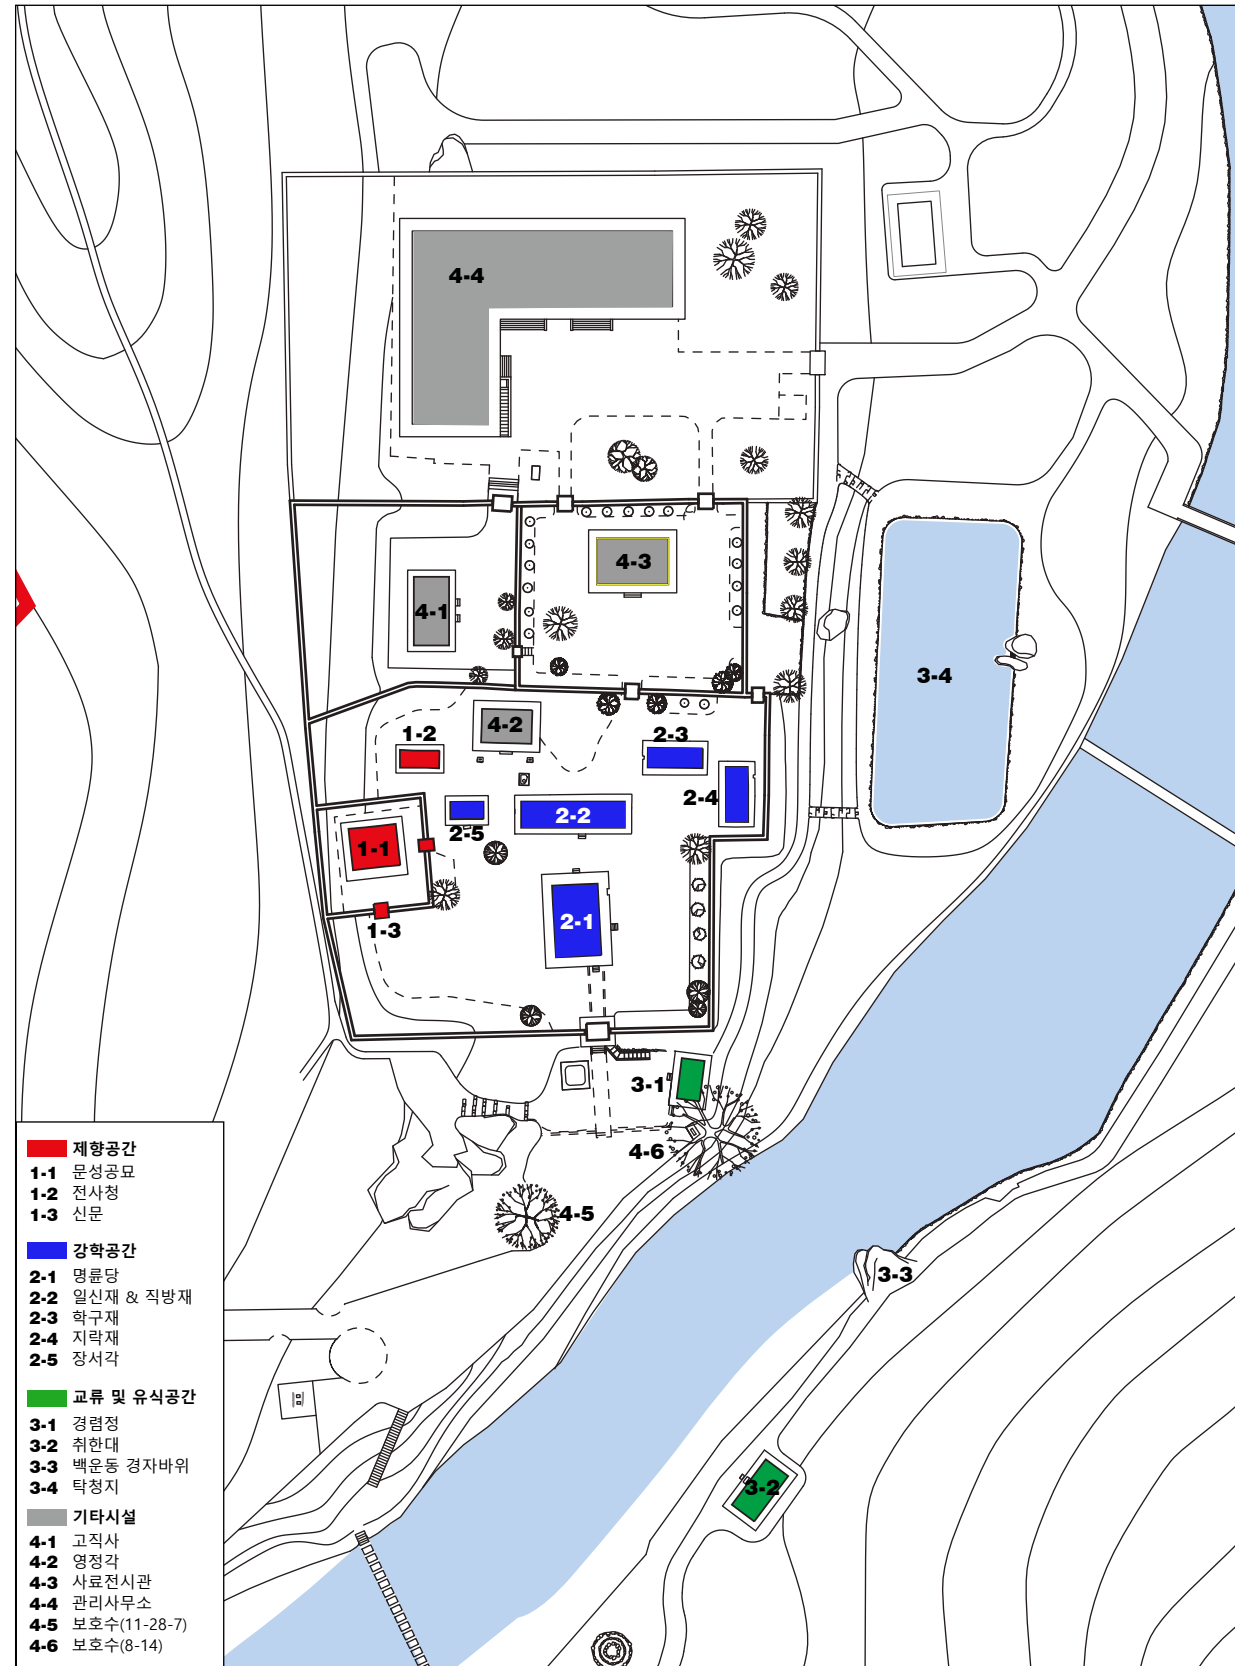 4-4
4-3
4-1
3-4
4-2
1-2
2-3
2-4
2-2
2-5
1-1
2-1
1-3
3-1
4-6
4-5
3-3
3-2
제향공간
1-1 문성공묘
1-2 전사청
1-3 신문
강학공간
2-1 명륜당
2-2 일신재 & 직방재
2-3 학구재
2-4 지락재
2-5 장서각
교류 및 유식공간
3-1 경렴정
3-2 취한대
3-3 백운동 경자바위
3-4 탁청지
기타시설
4-1 고직사
4-2 영정각
4-3 사료전시관
4-4 관리사무소
4-5 보호수(11-28-7)
4-6 보호수(8-14)